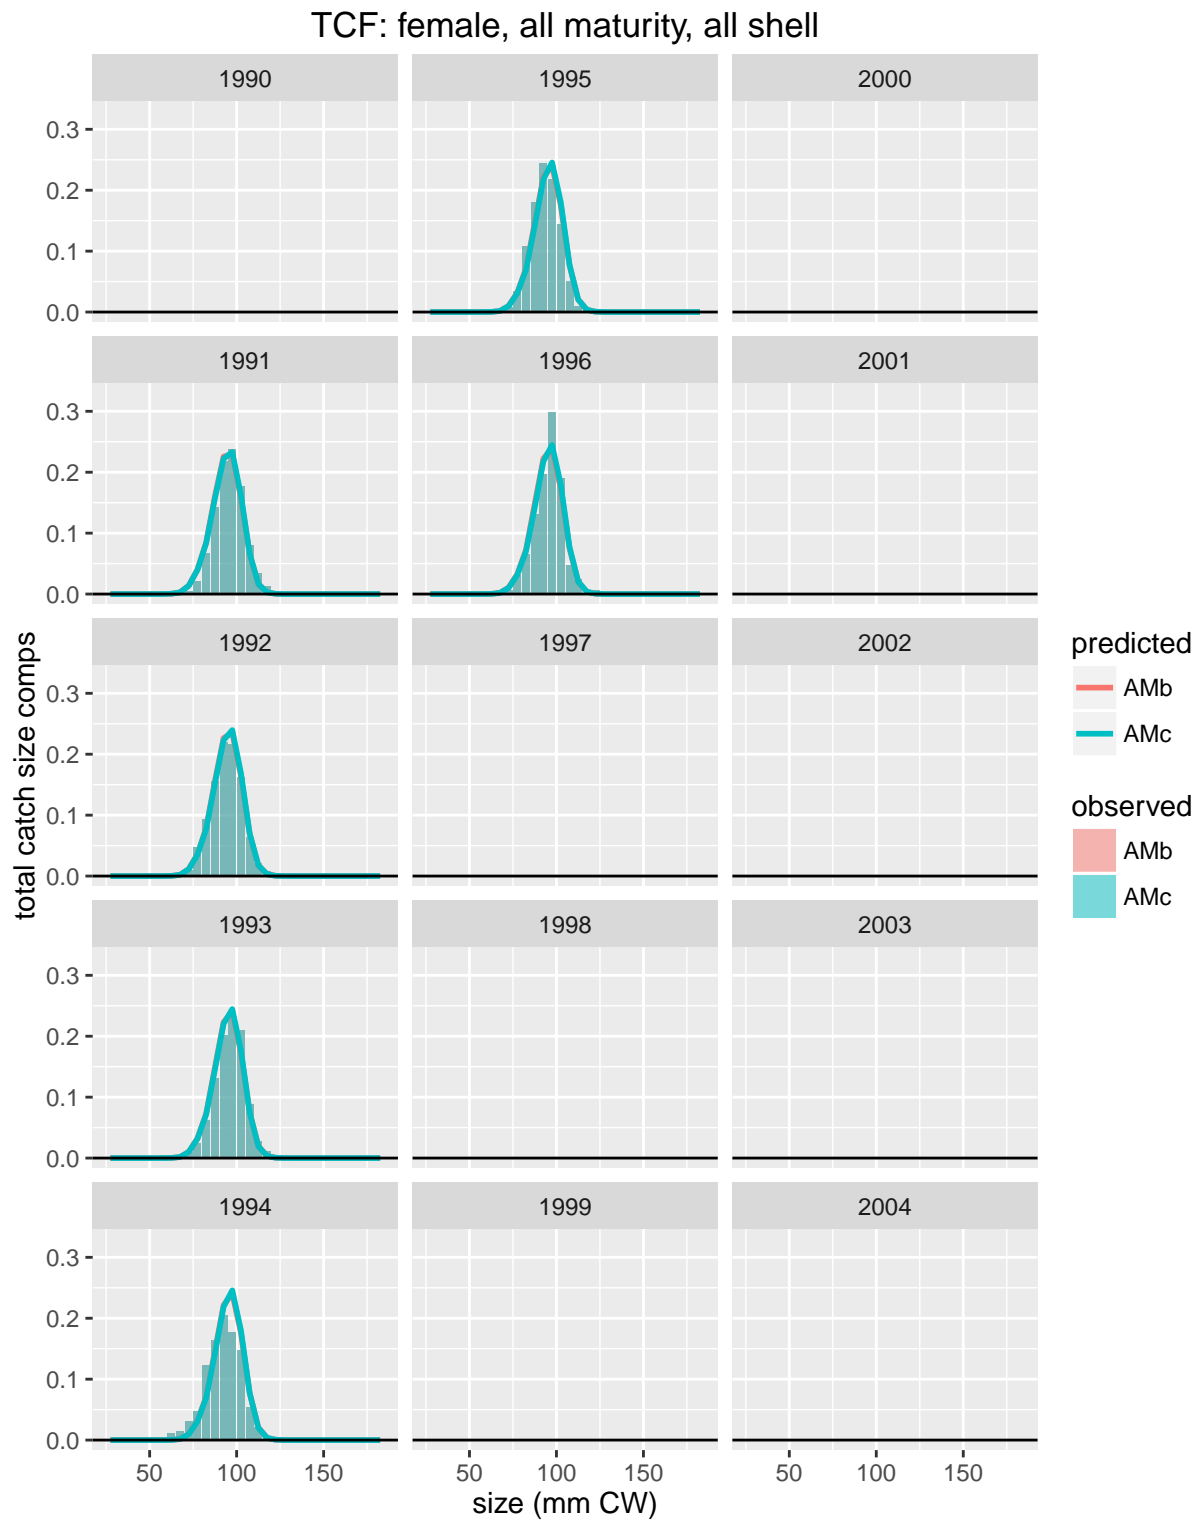 TCF: female, all maturity, all shell
1990 1995 2000
0.3
0.2
0.1
0.0
1991 1996 2001
0.3
0.2
0.1
0.0
1992 1997 2002
0.3
0.2
0.1
0.0
1993 1998 2003
0.3
0.2
0.1
0.0
1994 1999 2004
0.3
0.2
0.1
0.0
50 100 150 50 100 150 50 100 150
size (mm CW)
total catch size comps
predicted
AMb
AMc
observed
AMb
AMc